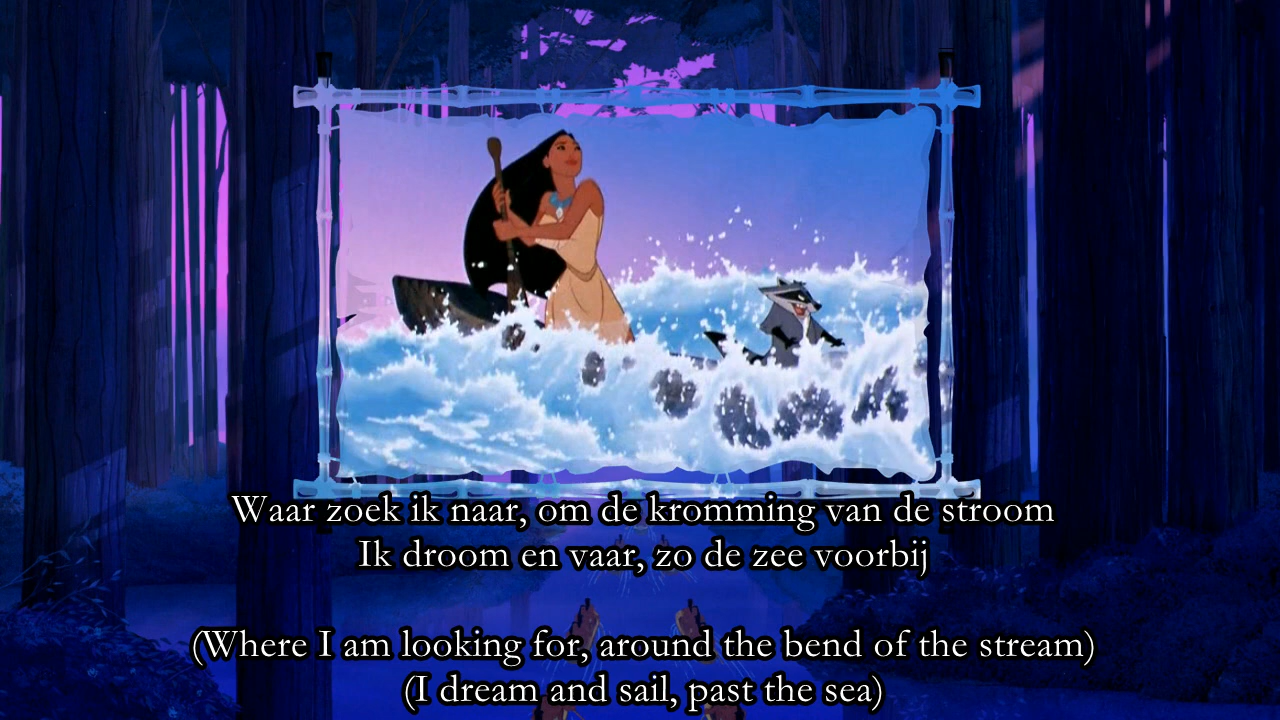 Waar zoek ik naar, om de kromming van de stroom
Ik droom en vaar, zo de zee voorbij
(Where I am looking for, around the bend of the stream)
(I dream and sail, past the sea)